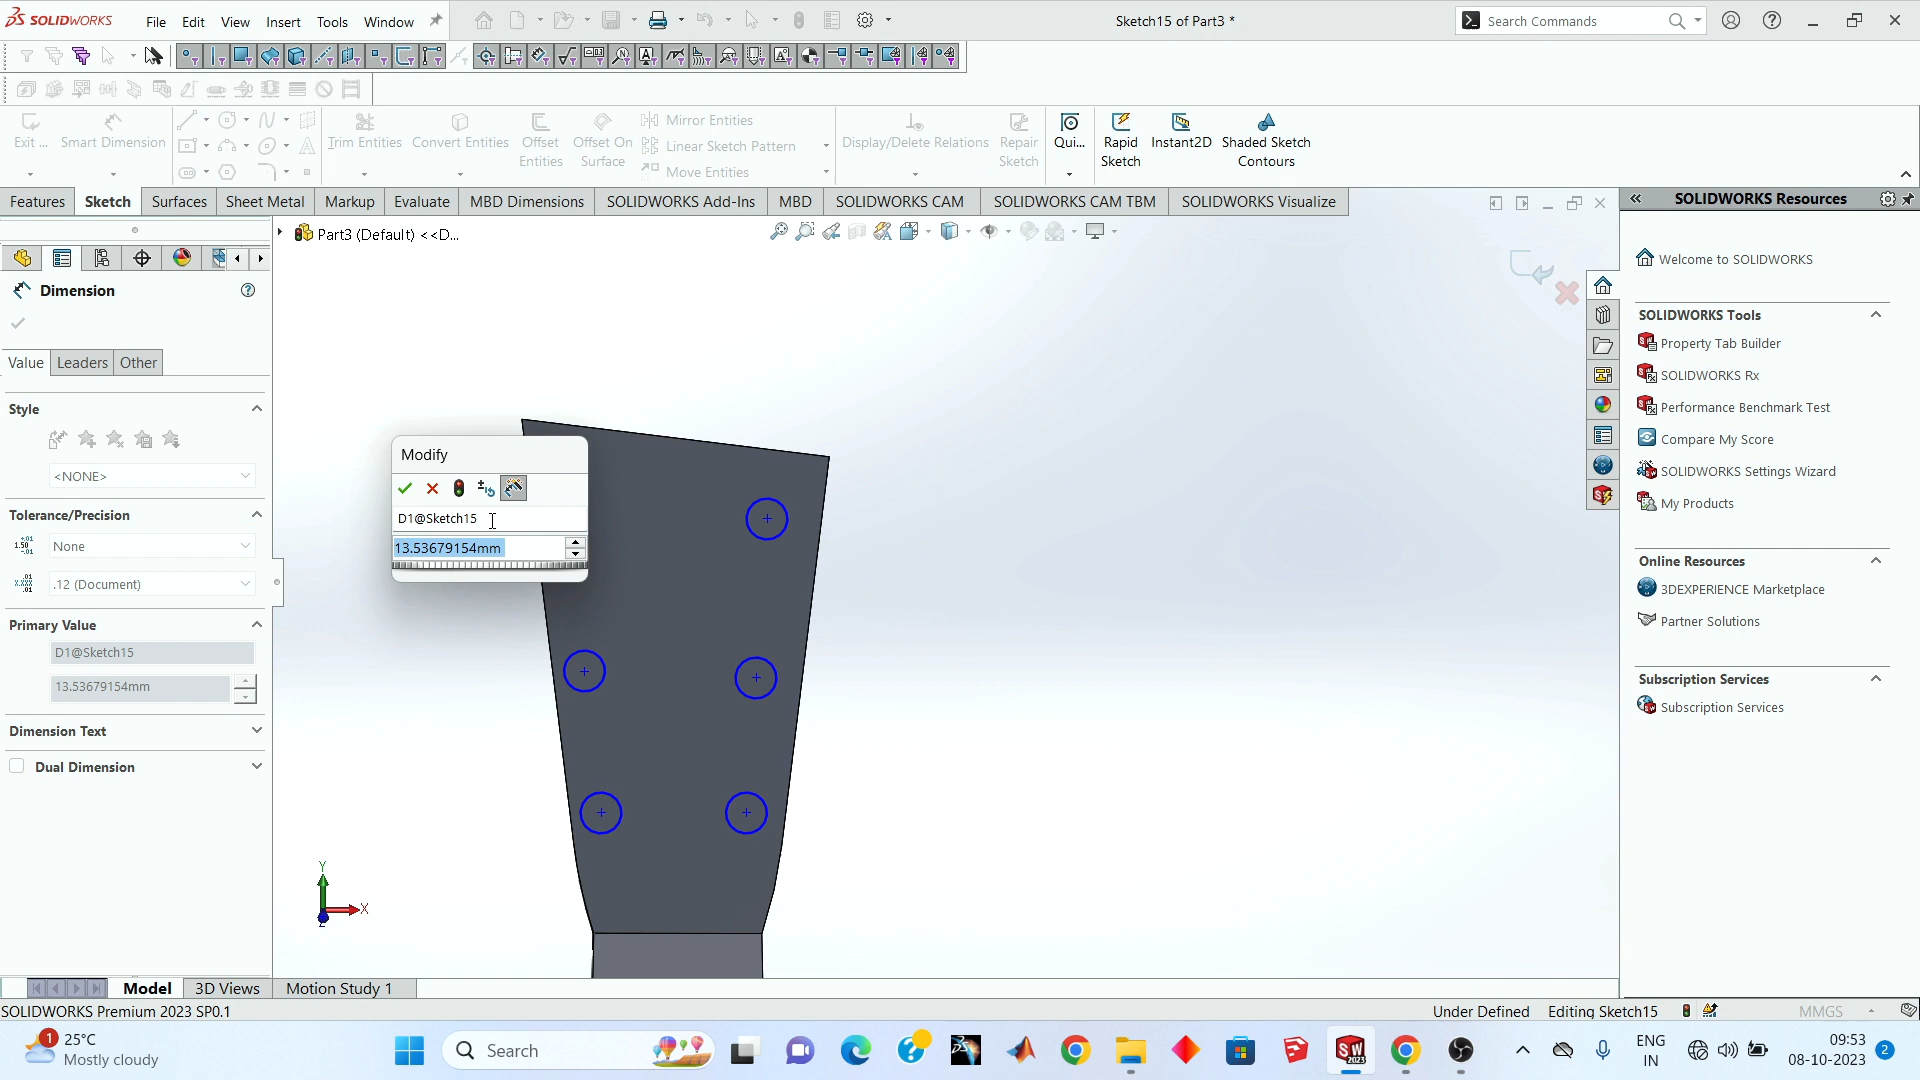 SOLIDWORKS
File Edit View Insert Tools Window
Sketch15 of Part3 *
Search Commands
Exit ...
Smart Dimension
Trim Entities
Convert Entities
Offset Entities
Offset On Surface
Mirror Entities
Linear Sketch Pattern
Move Entities
Display/Delete Relations
Repair Sketch
Qui...
Rapid Sketch
Instant2D
Shaded Sketch Contours
Features Sketch Surfaces Sheet Metal Markup Evaluate MBD Dimensions SOLIDWORKS Add-Ins MBD SOLIDWORKS CAM SOLIDWORKS CAM TBM SOLIDWORKS Visualize
SOLIDWORKS Resources
Part3 (Default) <<D...
Dimension
Value Leaders Other
Style
<NONE>
Tolerance/Precision
None
.12 (Document)
Primary Value
D1@Sketch15
13.53679154mm
Dimension Text
Dual Dimension
Modify
D1@Sketch15
13.53679154mm
Y
X
Z
Welcome to SOLIDWORKS
SOLIDWORKS Tools
Property Tab Builder
SOLIDWORKS Rx
Performance Benchmark Test
Compare My Score
SOLIDWORKS Settings Wizard
My Products
Online Resources
3DEXPERIENCE Marketplace
Partner Solutions
Subscription Services
Subscription Services
Model 3D Views Motion Study 1
SOLIDWORKS Premium 2023 SP0.1
Under Defined Editing Sketch15 MMGS
1
25°C
Mostly cloudy
Search
SW
2023
ENG
IN
09:53
08-10-2023
2